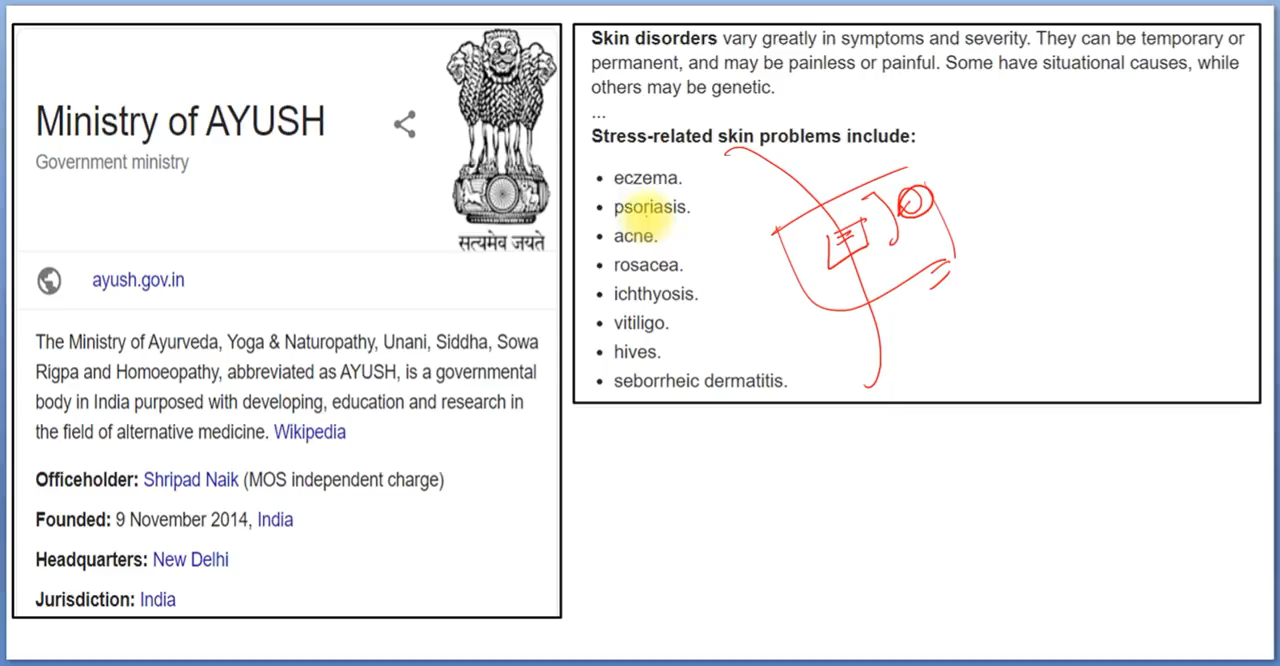 Ministry of AYUSH
Government ministry
सत्यमेव जयते
ayush.gov.in
The Ministry of Ayurveda, Yoga & Naturopathy, Unani, Siddha, Sowa
Rigpa and Homoeopathy, abbreviated as AYUSH, is a governmental
body in India purposed with developing, education and research in
the field of alternative medicine. Wikipedia
Officeholder: Shripad Naik (MOS independent charge)
Founded: 9 November 2014, India
Headquarters: New Delhi
Jurisdiction: India
Skin disorders vary greatly in symptoms and severity. They can be temporary or
permanent, and may be painless or painful. Some have situational causes, while
others may be genetic.
...
Stress-related skin problems include:
• eczema.
• psoriasis.
• acne.
• rosacea.
• ichthyosis.
• vitiligo.
• hives.
• seborrheic dermatitis.